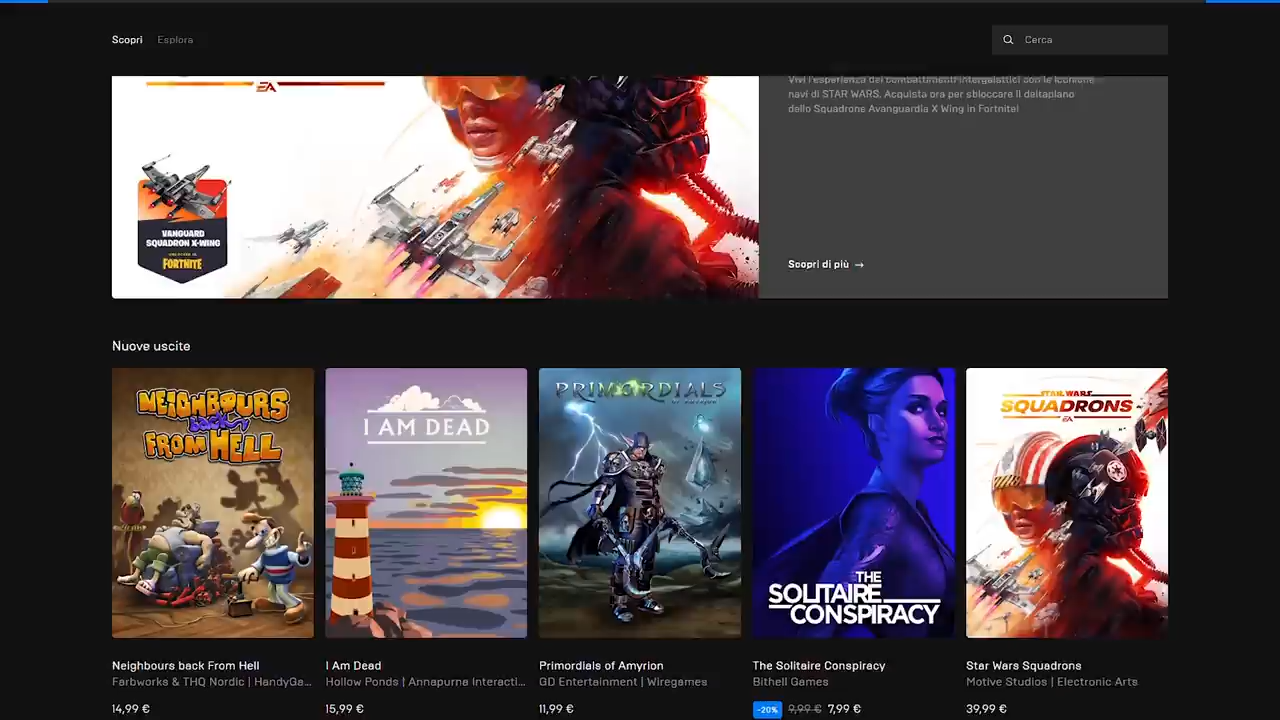 Scopri
Esplora
Cerca
EA
Vivi l'esperienza dei combattimenti intergalattici con le iconiche
navi di STAR WARS. Acquista ora per sbloccare il deltaplano
dello Squadrone Avanguardia X Wing in Fortnite!
VANGUARD
SQUADRON X-WING
FORTNITE
Scopri di più →
Nuove uscite
NEIGHBOURS
back
FROM HELL
I AM DEAD
PRIMORDIALS
OF AMYRION
THE
SOLITAIRE
CONSPIRACY
STAR WARS
SQUADRONS
EA
Neighbours back From Hell
Farbworks & THQ Nordic | HandyGa...
14,99 €
I Am Dead
Hollow Ponds | Annapurna Interacti...
15,99 €
Primordials of Amyrion
GD Entertainment | Wiregames
11,99 €
The Solitaire Conspiracy
Bithell Games
-20% 9,99 € 7,99 €
Star Wars Squadrons
Motive Studios | Electronic Arts
39,99 €